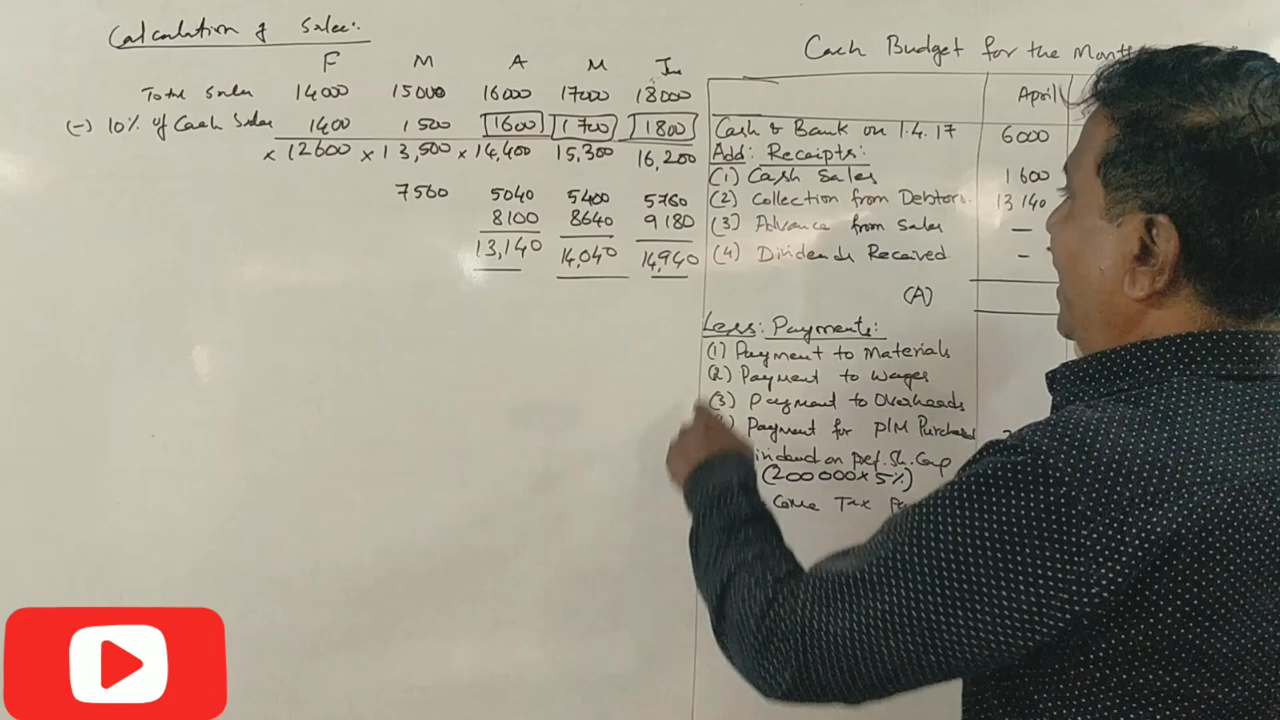 Calculation of Sales:
F M A M June
Total Sales 14000 15000 16000 17000 18000
(-) 10% of Cash Sales 1400 1500 1600 1700 1800
× 12600 × 13,500 × 14,400 15,300 16,200
7560 5040 5400 5760
8100 8640 9180
13,140 14,040 14,940
Cash Budget for the Month
April
Cash & Bank on 1.4.17 6000
Add: Receipts:
(1) Cash Sales 1600
(2) Collection from Debtors. 13140
(3) Advance from Sales —
(4) Dividends Received. -
(A)
Less: Payments:
(1) Payment to Materials
(2) Payment to Wages
(3) Payment to Overheads
Payment for P/M Purchased
ividend on Pref. Sh. Cap
(200000×5%)
come Tax